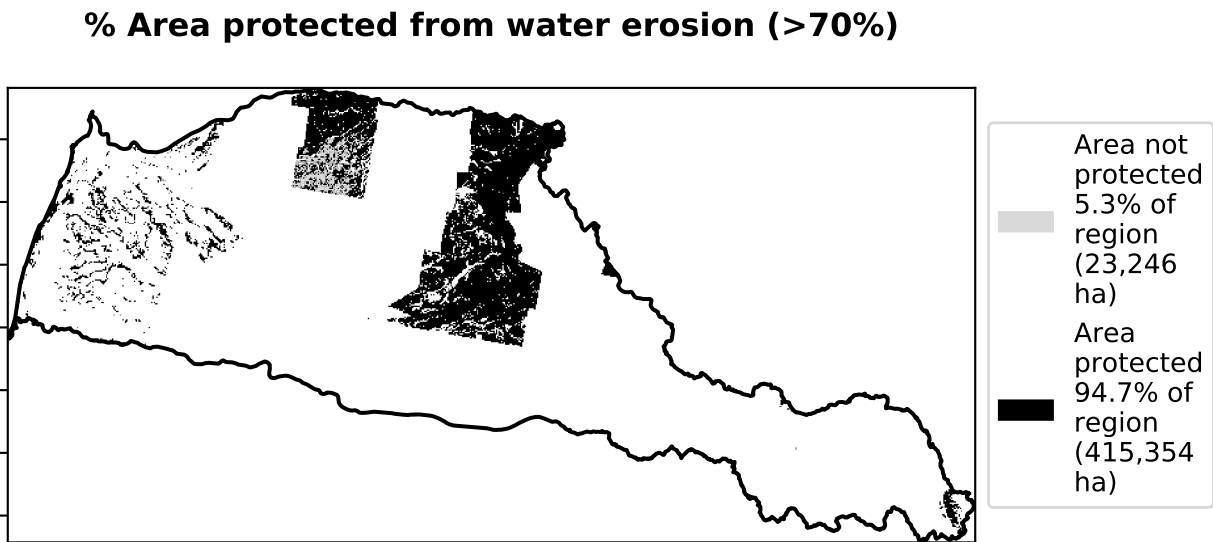 % Area protected from water erosion (>70%)
Area not
protected
5.3% of
region
(23,246
ha)
Area
protected
94.7% of
region
(415,354
ha)